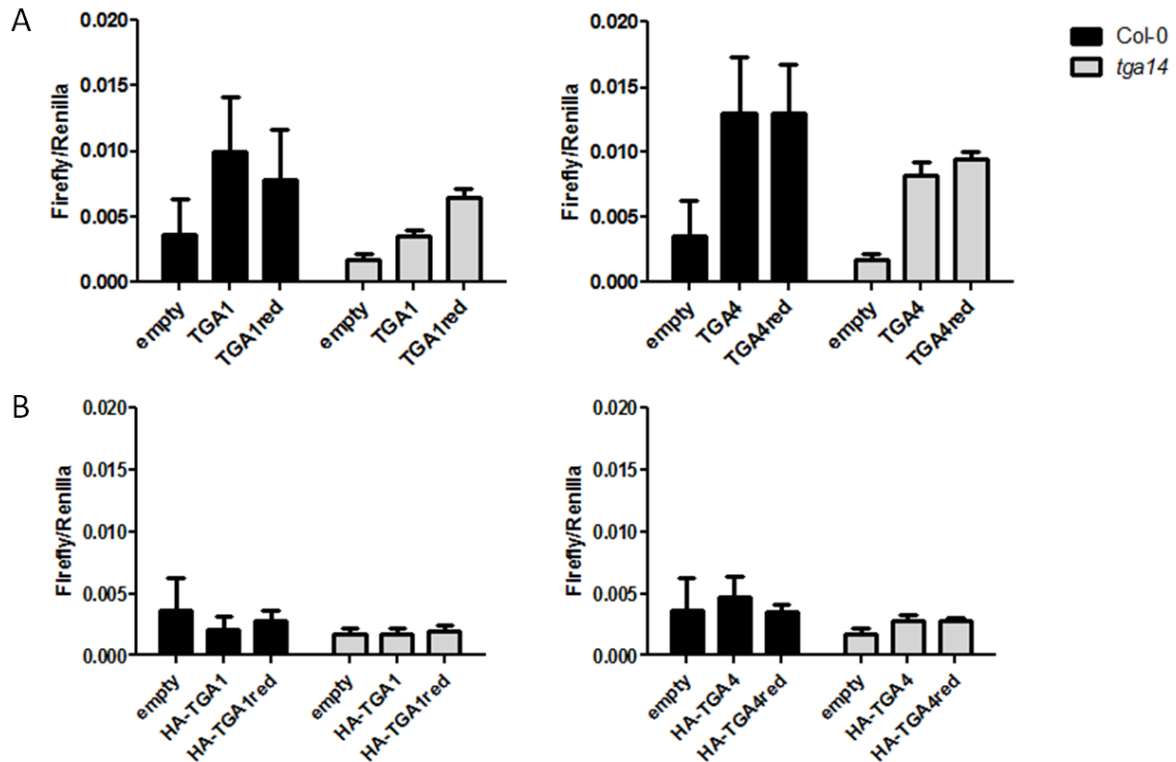 A
Firefly/Renilla
0.020
0.015
0.010
0.005
0.000
empty
TGA1
TGA1red
empty
TGA1
TGA1red
Firefly/Renilla
0.020
0.015
0.010
0.005
0.000
empty
TGA4
TGA4red
empty
TGA4
TGA4red
Col-0
tga14
B
Firefly/Renilla
0.020
0.015
0.010
0.005
0.000
empty
HA-TGA1
HA-TGA1red
empty
HA-TGA1
HA-TGA1red
Firefly/Renilla
0.020
0.015
0.010
0.005
0.000
empty
HA-TGA4
HA-TGA4red
empty
HA-TGA4
HA-TGA4red